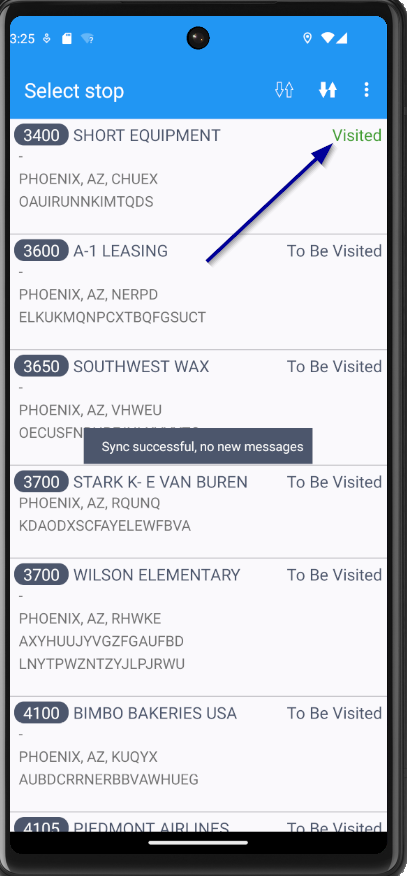 3:25
Select stop
3400 SHORT EQUIPMENT Visited
-
PHOENIX, AZ, CHUEX
OAUIRUNNKIMTQDS
3600 A-1 LEASING To Be Visited
-
PHOENIX, AZ, NERPD
ELKUKMQNPCXTBQFGSUCT
3650 SOUTHWEST WAX To Be Visited
-
PHOENIX, AZ, VHWEU
Sync successful, no new messages
3700 STARK K- E VAN BUREN To Be Visited
PHOENIX, AZ, RQUNQ
KDAODXSCFAYELEWFBVA
3700 WILSON ELEMENTARY To Be Visited
-
PHOENIX, AZ, RHWKE
AXYHUUJYVGZFGAUFBD
LNYTPWZNTZYJLPJRWU
4100 BIMBO BAKERIES USA To Be Visited
-
PHOENIX, AZ, KUQYX
AUBDCRRNERBBVAWHUEG
4105 PIEDMONT AIRLINES To Be Visited